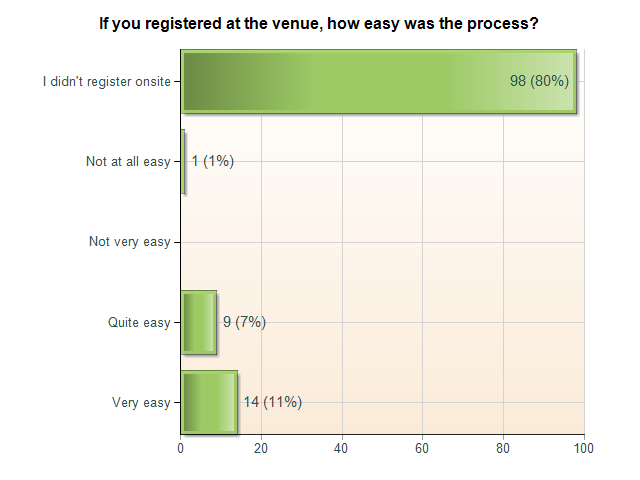 If you registered at the venue, how easy was the process?
I didn't register onsite
98 (80%)
Not at all easy
1 (1%)
Not very easy
Quite easy
9 (7%)
Very easy
14 (11%)
0 20 40 60 80 100